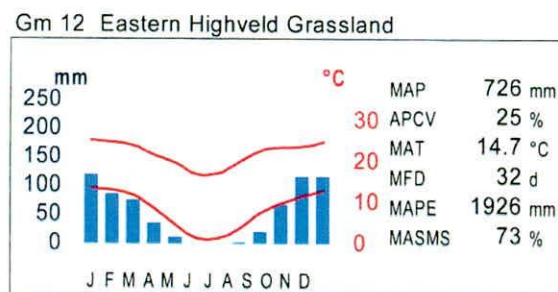 Gm 12 Eastern Highveld Grassland
mm
250
200
150
100
50
0
°C
30
20
10
0
J F M A M J J A S O N D
MAP 726 mm
APCV 25 %
MAT 14.7 °C
MFD 32 d
MAPE 1926 mm
MASMS 73 %